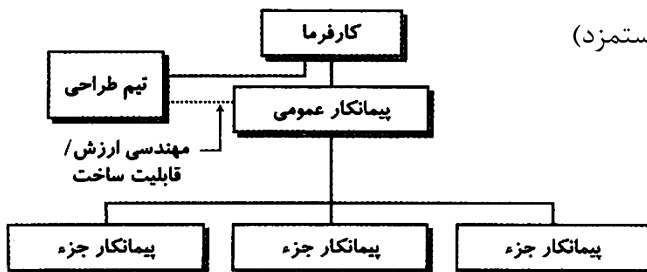 کارفرما
ستمزد)
تیم طراحی
پیمانکار عمومی
مهندسی ارزش/
قابلیت ساخت
پیمانکار جزء
پیمانکار جزء
پیمانکار جزء